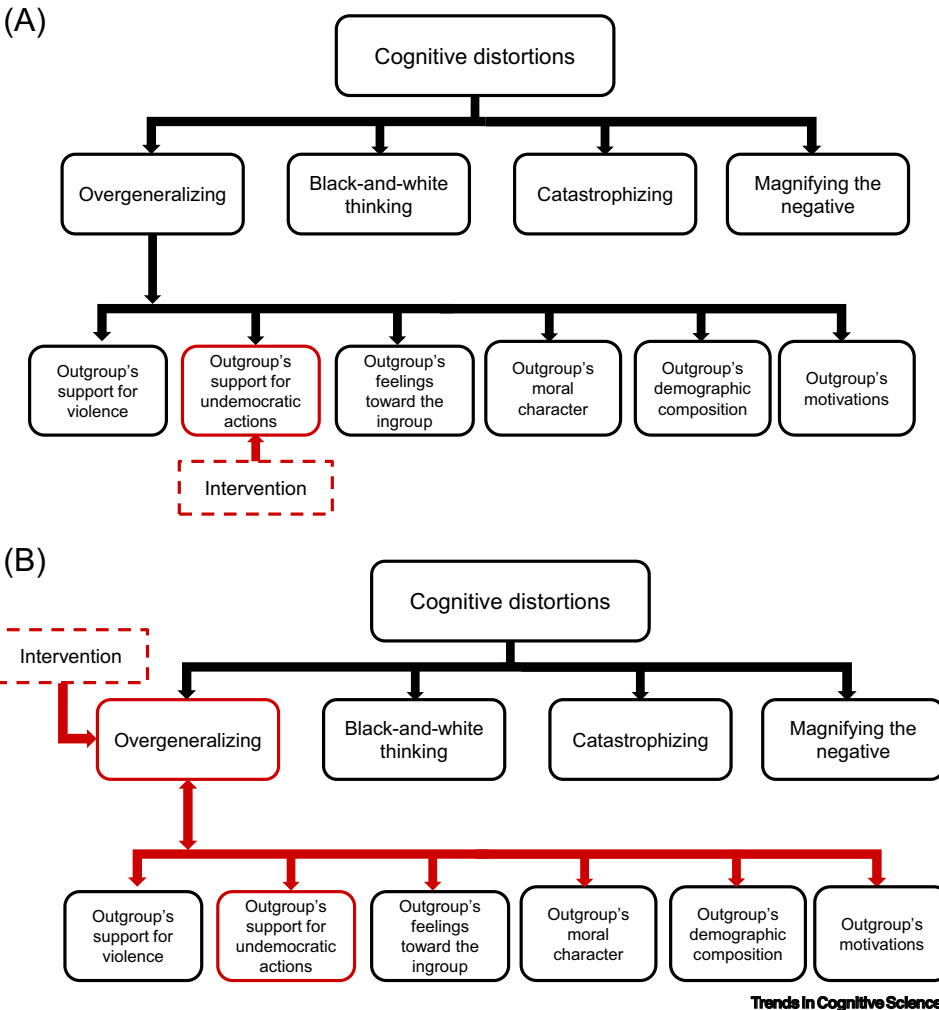 (A)
Cognitive distortions
Overgeneralizing
Black-and-white
thinking
Catastrophizing
Magnifying the
negative
Outgroup's
support for
violence
Outgroup's
support for
undemocratic
actions
Outgroup's
feelings
toward the
ingroup
Outgroup's
moral
character
Outgroup's
demographic
composition
Outgroup's
motivations
Intervention
(B)
Cognitive distortions
Intervention
Overgeneralizing
Black-and-white
thinking
Catastrophizing
Magnifying the
negative
Outgroup's
support for
violence
Outgroup's
support for
undemocratic
actions
Outgroup's
feelings
toward the
ingroup
Outgroup's
moral
character
Outgroup's
demographic
composition
Outgroup's
motivations
Trends in Cognitive Science